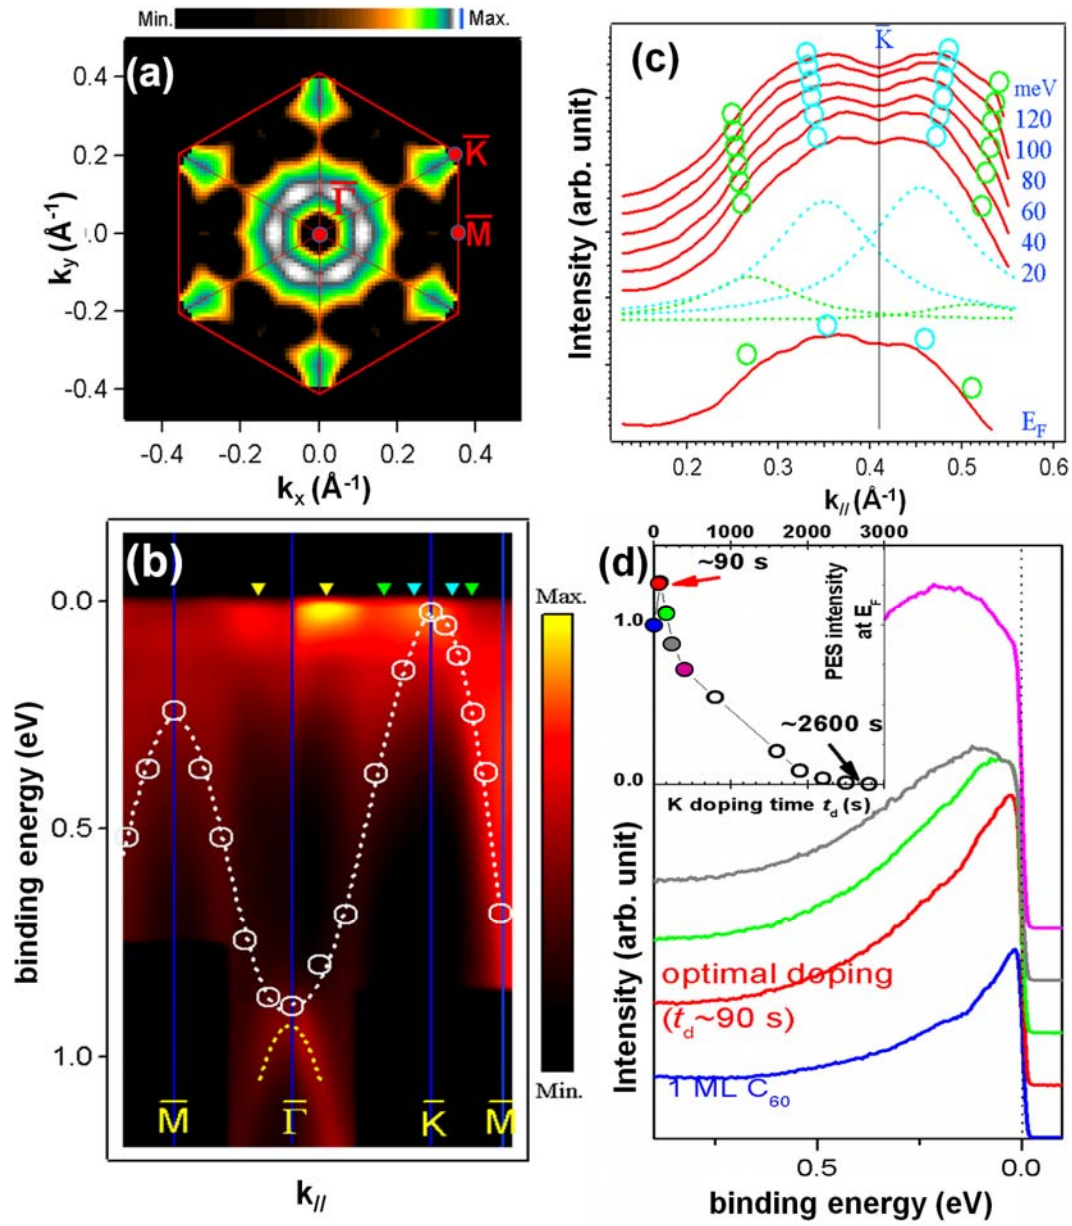 Min.
Max.
(a)
0.4
0.2
0.0
-0.2
-0.4
K̅
Γ̅
M̅
k_y (Å⁻¹)
-0.4
-0.2
0.0
0.2
0.4
k_x (Å⁻¹)
(c)
K̅
meV
120
100
80
60
40
20
E_F
Intensity (arb. unit)
0.2
0.3
0.4
0.5
0.6
k_// (Å⁻¹)
(b)
0.0
0.5
1.0
binding energy (eV)
M̅
Γ̅
K̅
M̅
k_//
Max.
Min.
(d)
0
1000
2000
3000
~90 s
1.0
0.0
PES intensity
at E_F
~2600 s
K doping time t_d (s)
optimal doping
(t_d~90 s)
1 ML C₆₀
Intensity (arb. unit)
0.5
0.0
binding energy (eV)